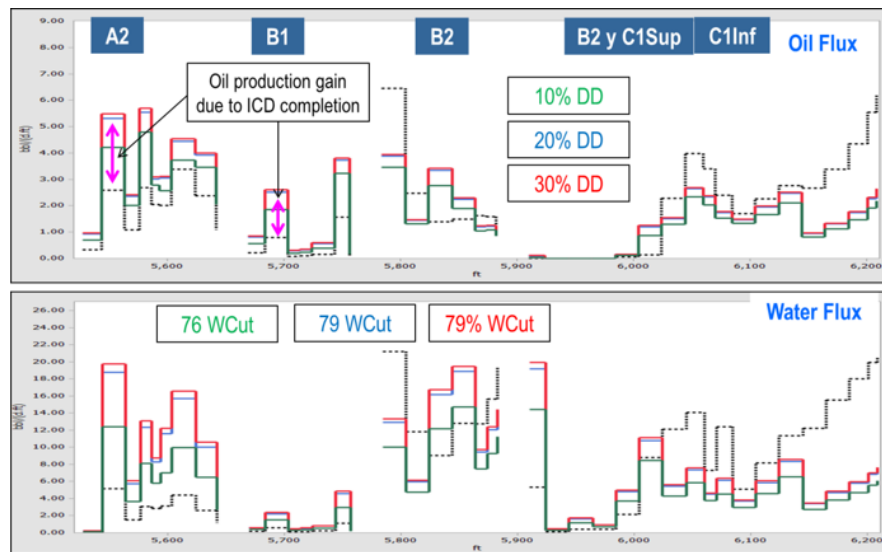 A2
B1
B2
B2 y C1Sup
C1Inf
Oil Flux
Oil production gain
due to ICD completion
10% DD
20% DD
30% DD
9.00
8.00
7.00
6.00
5.00
4.00
3.00
2.00
1.00
0.00
5,600
5,700
5,800
5,900
6,000
6,100
6,200
ft
Water Flux
76 WCut
79 WCut
79% WCut
26.00
24.00
22.00
20.00
18.00
16.00
14.00
12.00
10.00
8.00
6.00
4.00
2.00
0.00
5,600
5,700
5,800
5,900
6,000
6,100
6,200
ft